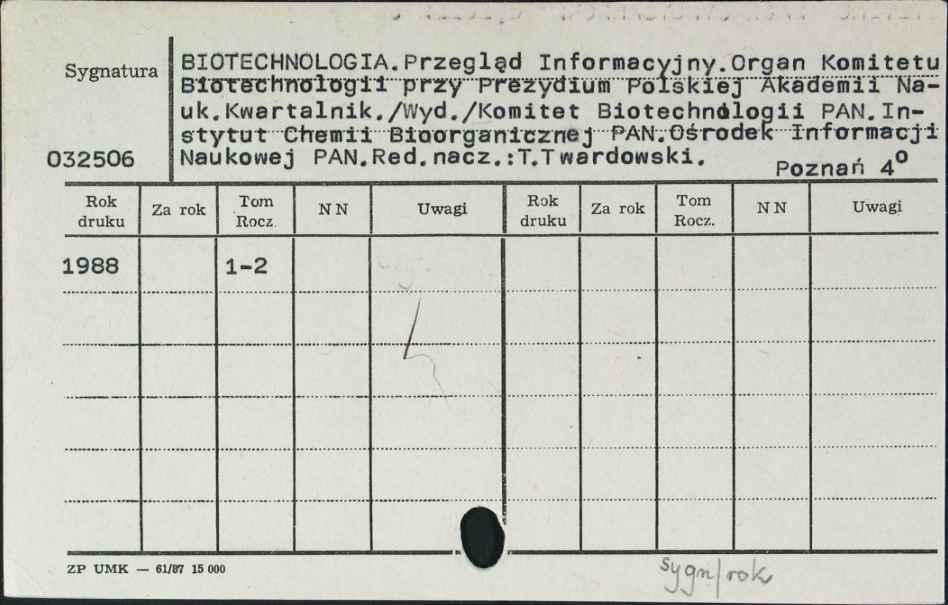 Sygnatura
BIOTECHNOLOGIA.Przegląd Informacyjny.Organ Komitetu
Biotechnologii przy Prezydium Polskiej Akademii Na-
uk.Kwartalnik./Wyd./Komitet Biotechnologii PAN.In-
stytut Chemii Bioorganicznej PAN.Ośrodek Informacji
032506 Naukowej PAN.Red.nacz.:T.Twardowski.
Poznań 4⁰
Rok druku Za rok Tom Rocz. NN Uwagi Rok druku Za rok Tom Rocz. NN Uwagi
1988 1-2
ZP UMK — 61/87 15 000
sygn/rok